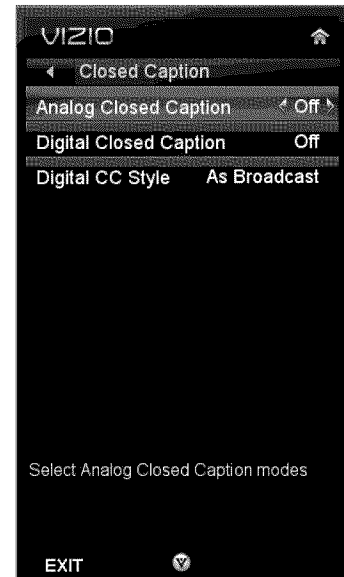 VIZIO
Closed Caption
Analog Closed Caption Off
Digital Closed Caption Off
Digital CC Style As Broadcast
Select Analog Closed Caption modes
EXIT
V